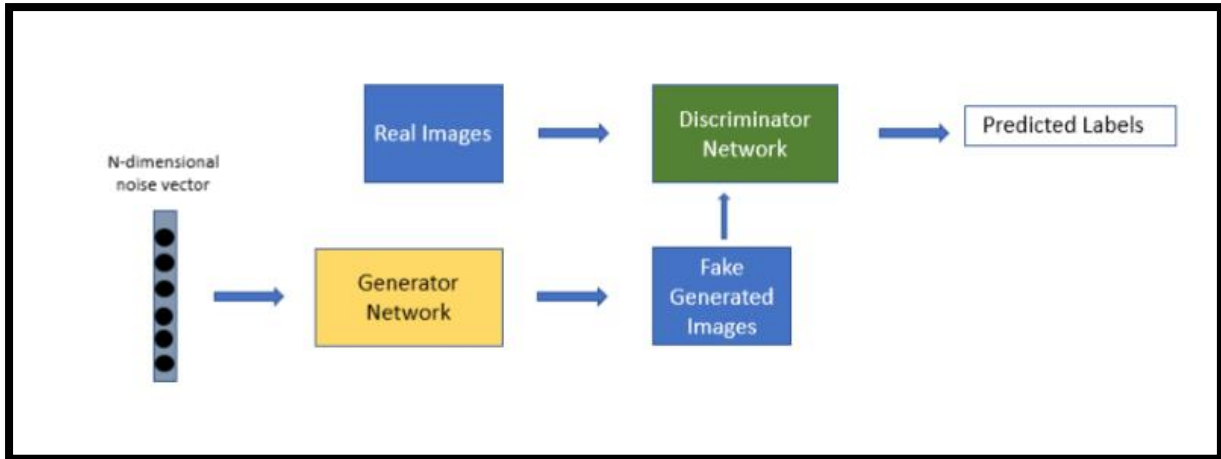 Real Images
Discriminator
Network
Predicted Labels
N-dimensional
noise vector
Generator
Network
Fake
Generated
Images